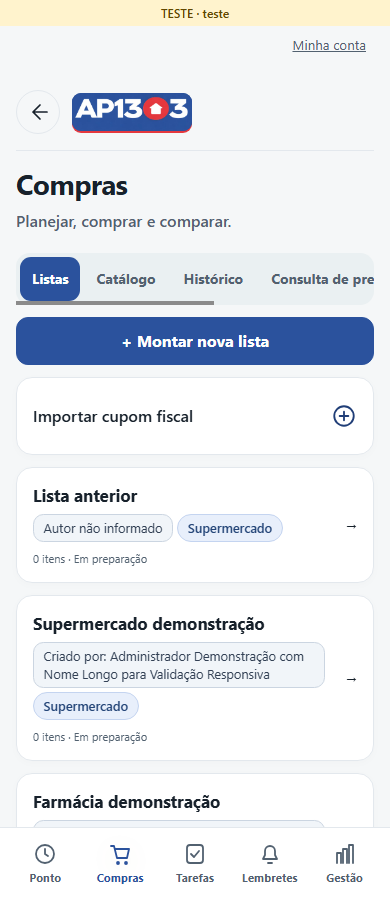 TESTE · teste
Minha conta
AP1303
Compras
Planejar, comprar e comparar.
Listas Catálogo Histórico Consulta de pre
+ Montar nova lista
Importar cupom fiscal
Lista anterior
Autor não informado Supermercado
0 itens · Em preparação
Supermercado demonstração
Criado por: Administrador Demonstração com
Nome Longo para Validação Responsiva
Supermercado
0 itens · Em preparação
Farmácia demonstração
Ponto Compras Tarefas Lembretes Gestão